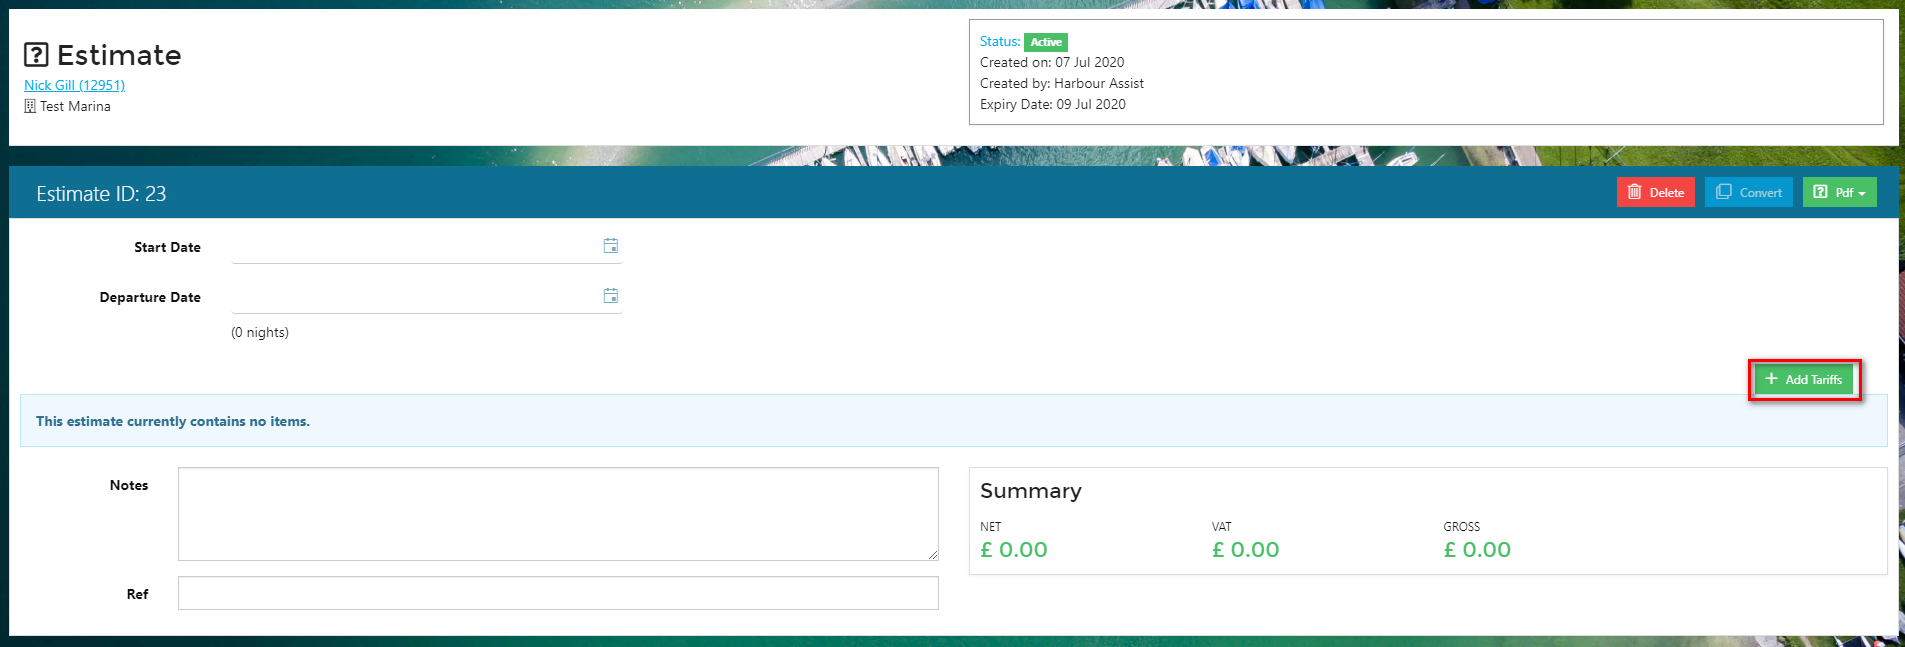 Estimate
Nick Gill (12951)
Test Marina
Status: Active
Created on: 07 Jul 2020
Created by: Harbour Assist
Expiry Date: 09 Jul 2020
Estimate ID: 23
Delete
Convert
Pdf
Start Date
Departure Date
(0 nights)
+ Add Tariffs
This estimate currently contains no items.
Notes
Ref
Summary
NET VAT GROSS
£ 0.00 £ 0.00 £ 0.00